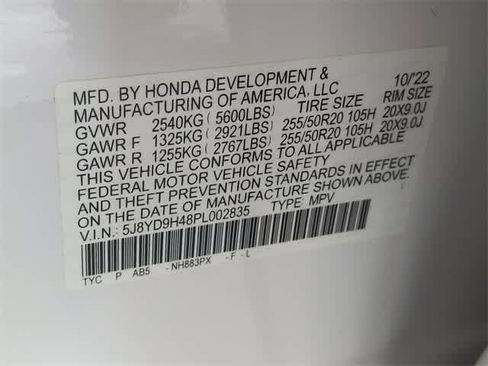 MFD. BY HONDA DEVELOPMENT & 10/'22
MANUFACTURING OF AMERICA, LLC
GVWR 2540KG (5600LBS) TIRE SIZE RIM SIZE
GAWR F 1325KG (2921LBS) 255/50R20 105H 20X9.0J
GAWR R 1255KG (2767LBS) 255/50R20 105H 20X9.0J
THIS VEHICLE CONFORMS TO ALL APPLICABLE
FEDERAL MOTOR VEHICLE SAFETY
AND THEFT PREVENTION STANDARDS IN EFFECT
ON THE DATE OF MANUFACTURE SHOWN ABOVE.
V.I.N.: 5J8YD9H48PL002835 TYPE: MPV
TYC P AB5 -NH883PX -F -L